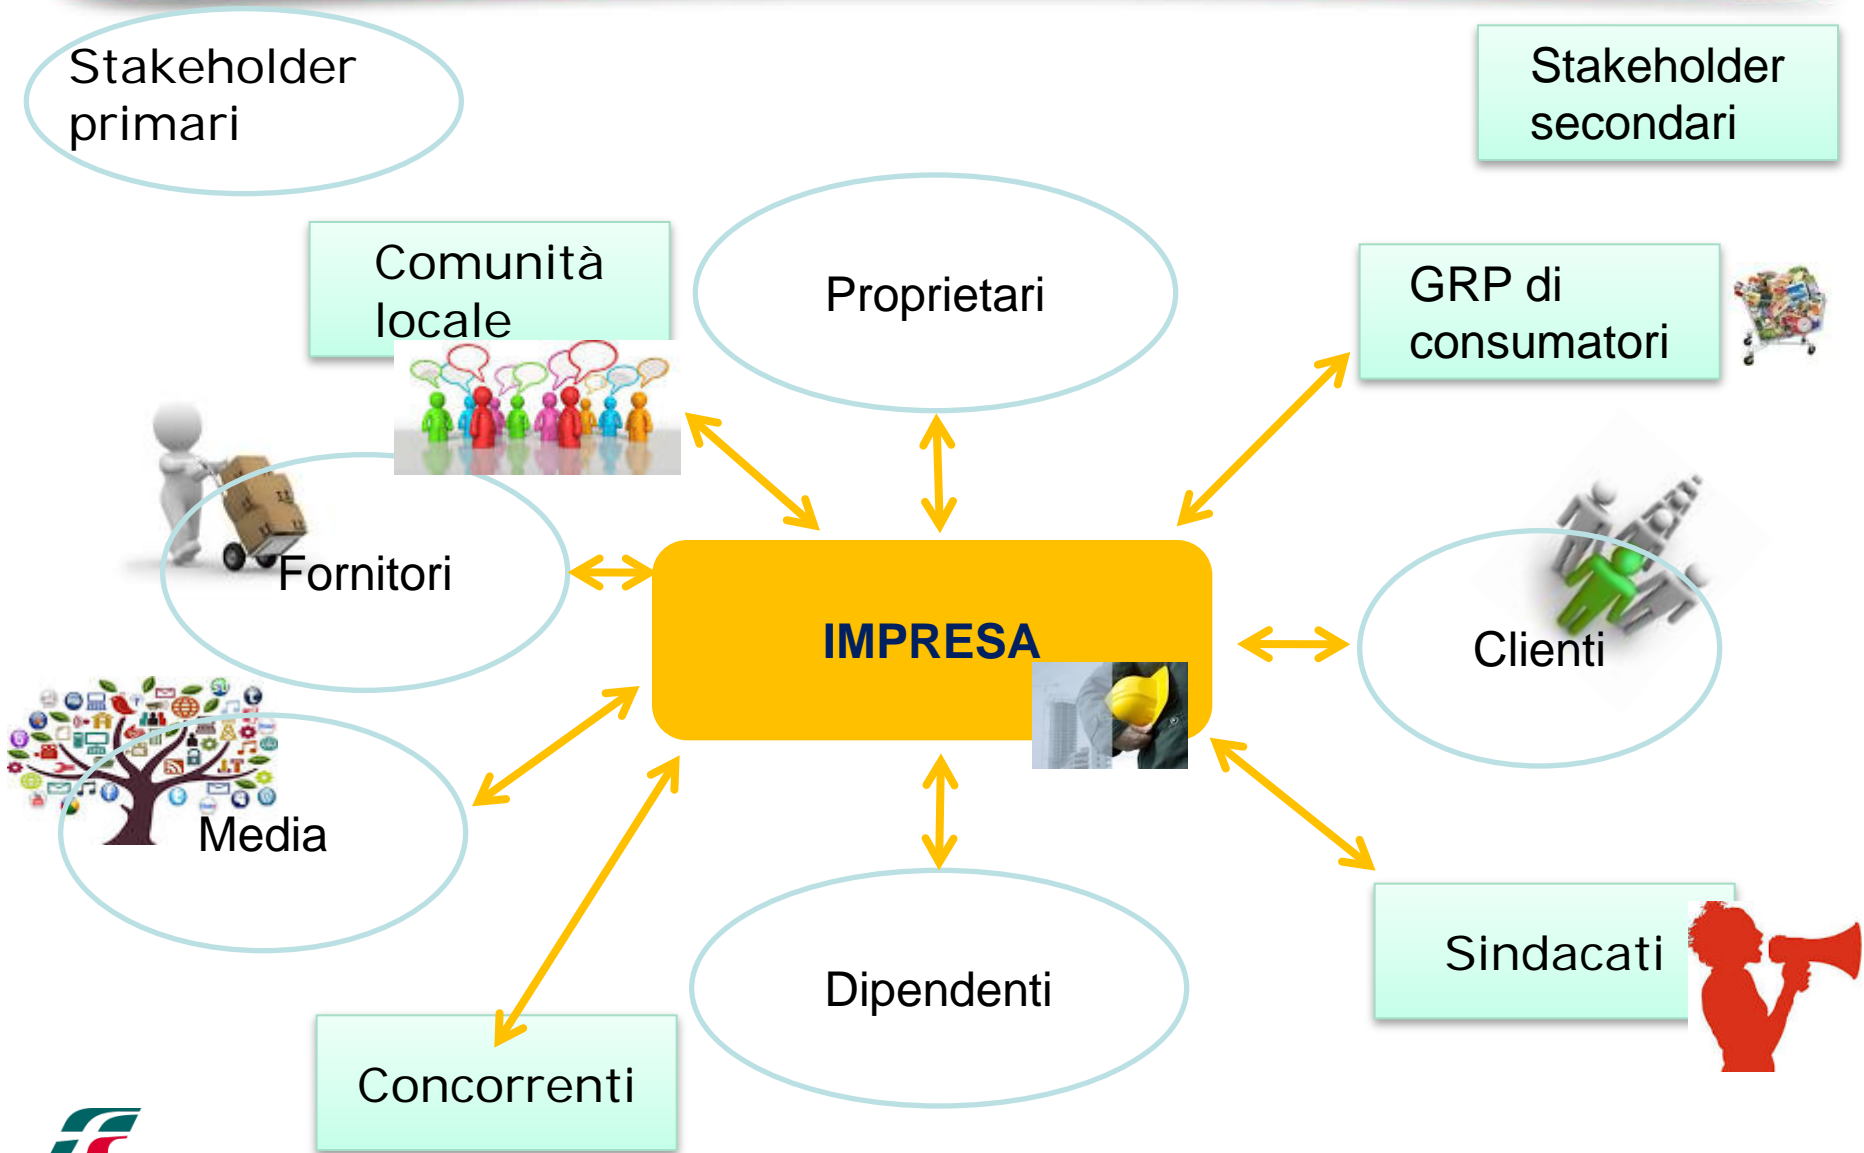 Stakeholder
primari
Stakeholder
secondari
Comunità
locale
Proprietari
GRP di
consumatori
Fornitori
IMPRESA
Clienti
Media
Dipendenti
Sindacati
Concorrenti